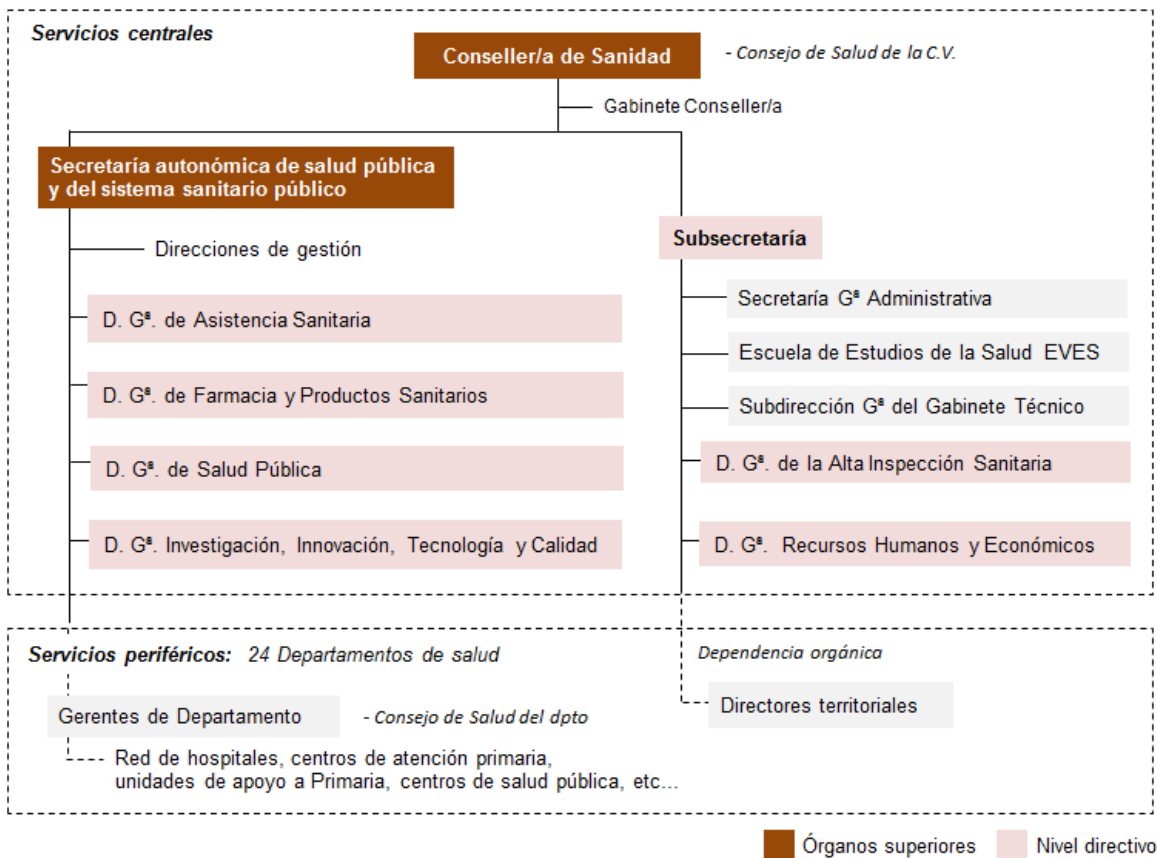 Servicios centrales
Conseller/a de Sanidad
- Consejo de Salud de la C.V.
Gabinete Conseller/a
Secretaría autonómica de salud pública
y del sistema sanitario público
Direcciones de gestión
D. Gª. de Asistencia Sanitaria
D. Gª. de Farmacia y Productos Sanitarios
D. Gª. de Salud Pública
D. Gª. Investigación, Innovación, Tecnología y Calidad
Subsecretaría
Secretaría Gª Administrativa
Escuela de Estudios de la Salud EVES
Subdirección Gª del Gabinete Técnico
D. Gª. de la Alta Inspección Sanitaria
D. Gª. Recursos Humanos y Económicos
Servicios periféricos: 24 Departamentos de salud
Gerentes de Departamento
- Consejo de Salud del dpto
Red de hospitales, centros de atención primaria,
unidades de apoyo a Primaria, centros de salud pública, etc...
Dependencia orgánica
Directores territoriales
Órganos superiores
Nivel directivo